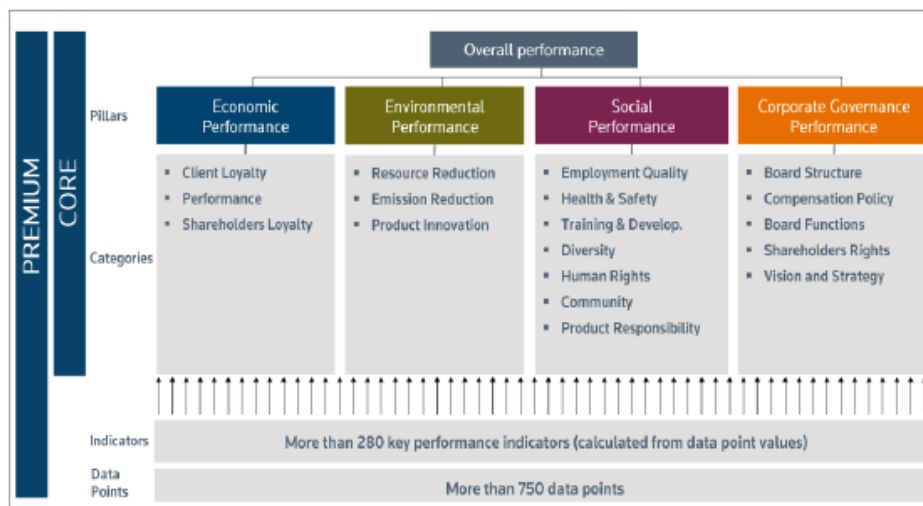 Overall performance
PREMIUM
CORE
Pillars
Economic
Performance
Environmental
Performance
Social
Performance
Corporate Governance
Performance
Categories
▪ Client Loyalty
▪ Performance
▪ Shareholders Loyalty
▪ Resource Reduction
▪ Emission Reduction
▪ Product Innovation
▪ Employment Quality
▪ Health & Safety
▪ Training & Develop.
▪ Diversity
▪ Human Rights
▪ Community
▪ Product Responsibility
▪ Board Structure
▪ Compensation Policy
▪ Board Functions
▪ Shareholders Rights
▪ Vision and Strategy
Indicators
More than 280 key performance indicators (calculated from data point values)
Data
Points
More than 750 data points